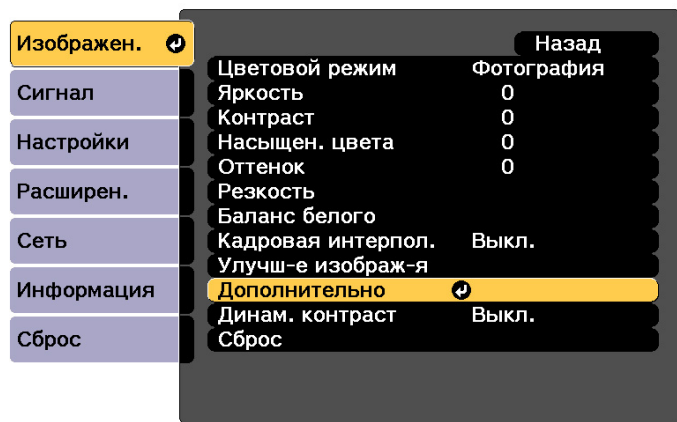 Изображен.
Сигнал
Настройки
Расширен.
Сеть
Информация
Сброс
Назад
Цветовой режим Фотография
Яркость 0
Контраст 0
Насыщен. цвета 0
Оттенок 0
Резкость
Баланс белого
Кадровая интерпол. Выкл.
Улучш-е изображ-я
Дополнительно
Динам. контраст Выкл.
Сброс